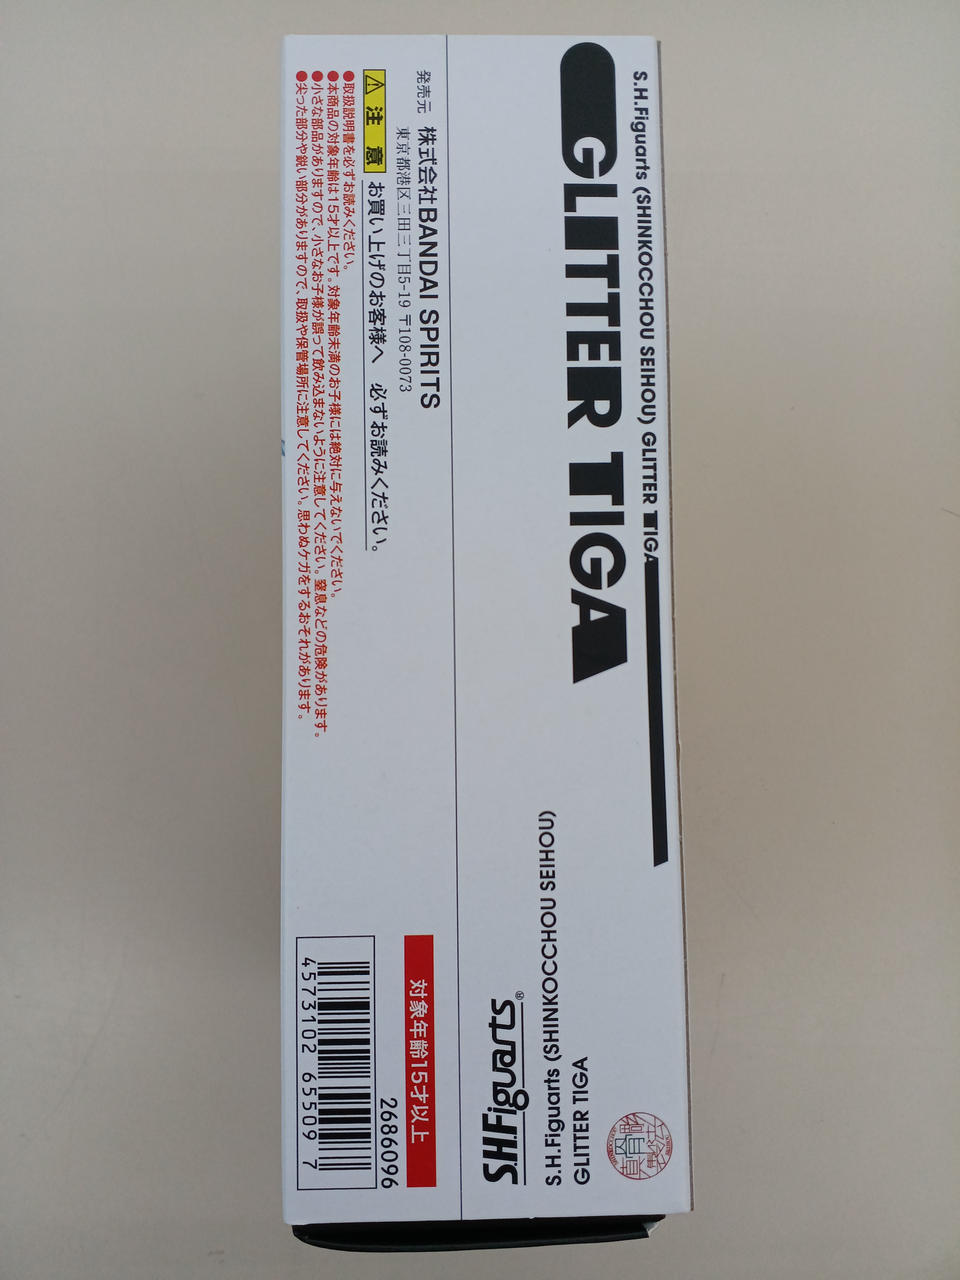 S.H.Figuarts (SHINKOCCHOU SEIHOU) GLITTER TIGA
GLITTER TIGA
発売元 株式会社BANDAI SPIRITS
東京都港区三田三丁目5-19 〒108-0073
注意 お買い上げのお客様へ 必ずお読みください。
●取扱説明書を必ずお読みください。
●本商品の対象年齢は15才以上です。対象年齢未満のお子様には絶対に与えないでください。
●小さな部品がありますので、小さなお子様が誤って飲み込まないように注意してください。窒息などの危険があります。
●尖った部分や鋭い部分がありますので、取扱や保管場所に注意してください。思わぬケガをするおそれがあります。
S.H.Figuarts®
S.H.Figuarts (SHINKOCCHOU SEIHOU)
GLITTER TIGA
真骨彫
製法
対象年齢15才以上
2686096
4573102 65509 7